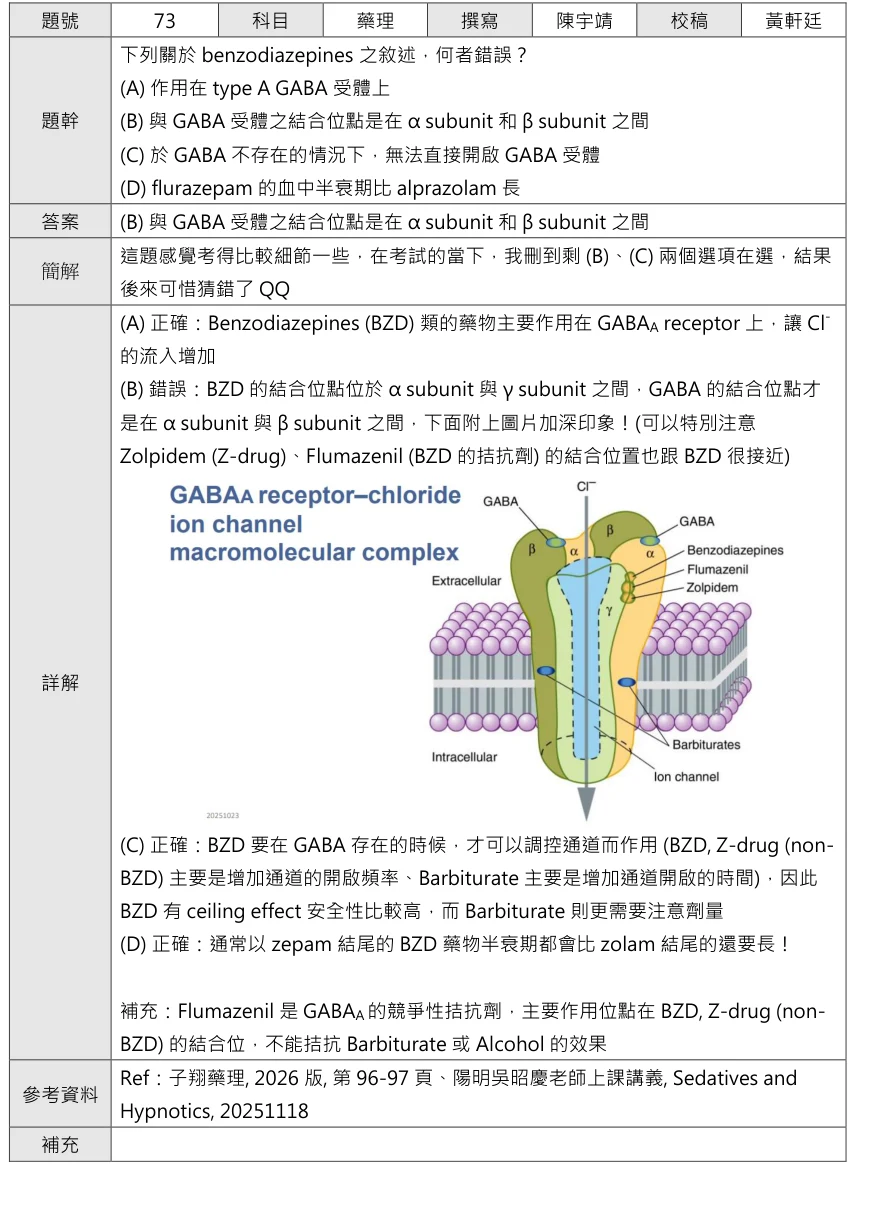 題號 73 科目 藥理 撰寫 陳宇靖 校稿 黃軒廷
題幹
下列關於 benzodiazepines 之敘述，何者錯誤？
(A) 作用在 type A GABA 受體上
(B) 與 GABA 受體之結合位點是在 α subunit 和 β subunit 之間
(C) 於 GABA 不存在的情況下，無法直接開啟 GABA 受體
(D) flurazepam 的血中半衰期比 alprazolam 長
答案 (B) 與 GABA 受體之結合位點是在 α subunit 和 β subunit 之間
簡解
這題感覺考得比較細節一些，在考試的當下，我刪到剩 (B)、(C) 兩個選項在選，結果
後來可惜猜錯了 QQ
詳解
(A) 正確：Benzodiazepines (BZD) 類的藥物主要作用在 GABAA receptor 上，讓 Cl-
的流入增加
(B) 錯誤：BZD 的結合位點位於 α subunit 與 γ subunit 之間，GABA 的結合位點才
是在 α subunit 與 β subunit 之間，下面附上圖片加深印象！(可以特別注意
Zolpidem (Z-drug)、Flumazenil (BZD 的拮抗劑) 的結合位置也跟 BZD 很接近)
GABAA receptor–chloride
ion channel
macromolecular complex
Cl−
GABA
GABA
β
α
β
α
Benzodiazepines
Flumazenil
Zolpidem
Extracellular
γ
Barbiturates
Intracellular
Ion channel
20251023
(C) 正確：BZD 要在 GABA 存在的時候，才可以調控通道而作用 (BZD, Z-drug (non-
BZD) 主要是增加通道的開啟頻率、Barbiturate 主要是增加通道開啟的時間)，因此
BZD 有 ceiling effect 安全性比較高，而 Barbiturate 則更需要注意劑量
(D) 正確：通常以 zepam 結尾的 BZD 藥物半衰期都會比 zolam 結尾的還要長！
補充：Flumazenil 是 GABAA 的競爭性拮抗劑，主要作用位點在 BZD, Z-drug (non-
BZD) 的結合位，不能拮抗 Barbiturate 或 Alcohol 的效果
參考資料
Ref：子翔藥理, 2026 版, 第 96-97 頁、陽明吳昭慶老師上課講義, Sedatives and
Hypnotics, 20251118
補充